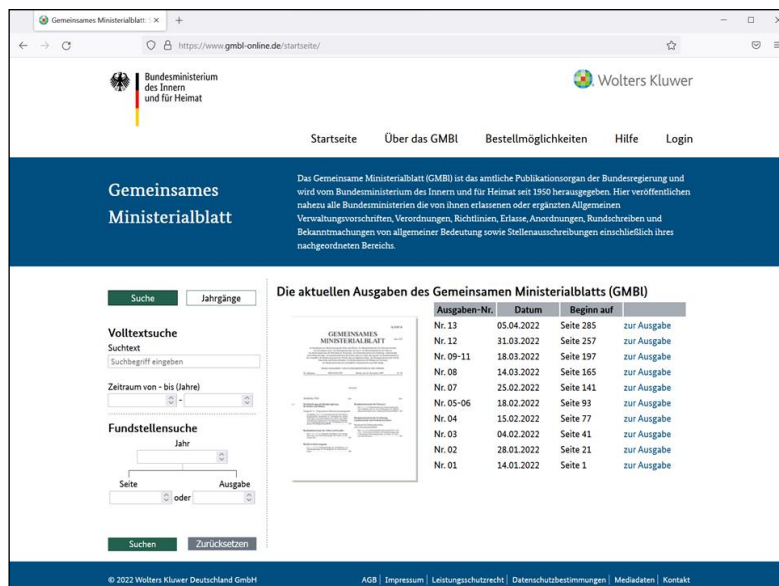 Gemeinsames Ministerialblatt: S
https://www.gmbl-online.de/startseite/
Bundesministerium
des Innern
und für Heimat
Wolters Kluwer
Startseite Über das GMBl Bestellmöglichkeiten Hilfe Login
Gemeinsames
Ministerialblatt
Das Gemeinsame Ministerialblatt (GMBl) ist das amtliche Publikationsorgan der Bundesregierung und
wird vom Bundesministerium des Innern und für Heimat seit 1950 herausgegeben. Hier veröffentlichen
nahezu alle Bundesministerien die von ihnen erlassenen oder ergänzten Allgemeinen
Verwaltungsvorschriften, Verordnungen, Richtlinien, Erlasse, Anordnungen, Rundschreiben und
Bekanntmachungen von allgemeiner Bedeutung sowie Stellenausschreibungen einschließlich ihres
nachgeordneten Bereichs.
Suche Jahrgänge
Volltextsuche
Suchtext
Suchbegriff eingeben
Zeitraum von - bis (Jahre)
-
Fundstellensuche
Jahr
Seite Ausgabe
oder
Suchen Zurücksetzen
Die aktuellen Ausgaben des Gemeinsamen Ministerialblatts (GMBl)
GEMEINSAMES
MINISTERIALBLATT
Ausgaben-Nr. Datum Beginn auf
Nr. 13 05.04.2022 Seite 285 zur Ausgabe
Nr. 12 31.03.2022 Seite 257 zur Ausgabe
Nr. 09-11 18.03.2022 Seite 197 zur Ausgabe
Nr. 08 14.03.2022 Seite 165 zur Ausgabe
Nr. 07 25.02.2022 Seite 141 zur Ausgabe
Nr. 05-06 18.02.2022 Seite 93 zur Ausgabe
Nr. 04 15.02.2022 Seite 77 zur Ausgabe
Nr. 03 04.02.2022 Seite 41 zur Ausgabe
Nr. 02 28.01.2022 Seite 21 zur Ausgabe
Nr. 01 14.01.2022 Seite 1 zur Ausgabe
© 2022 Wolters Kluwer Deutschland GmbH
AGB | Impressum | Leistungsschutzrecht | Datenschutzbestimmungen | Mediadaten | Kontakt